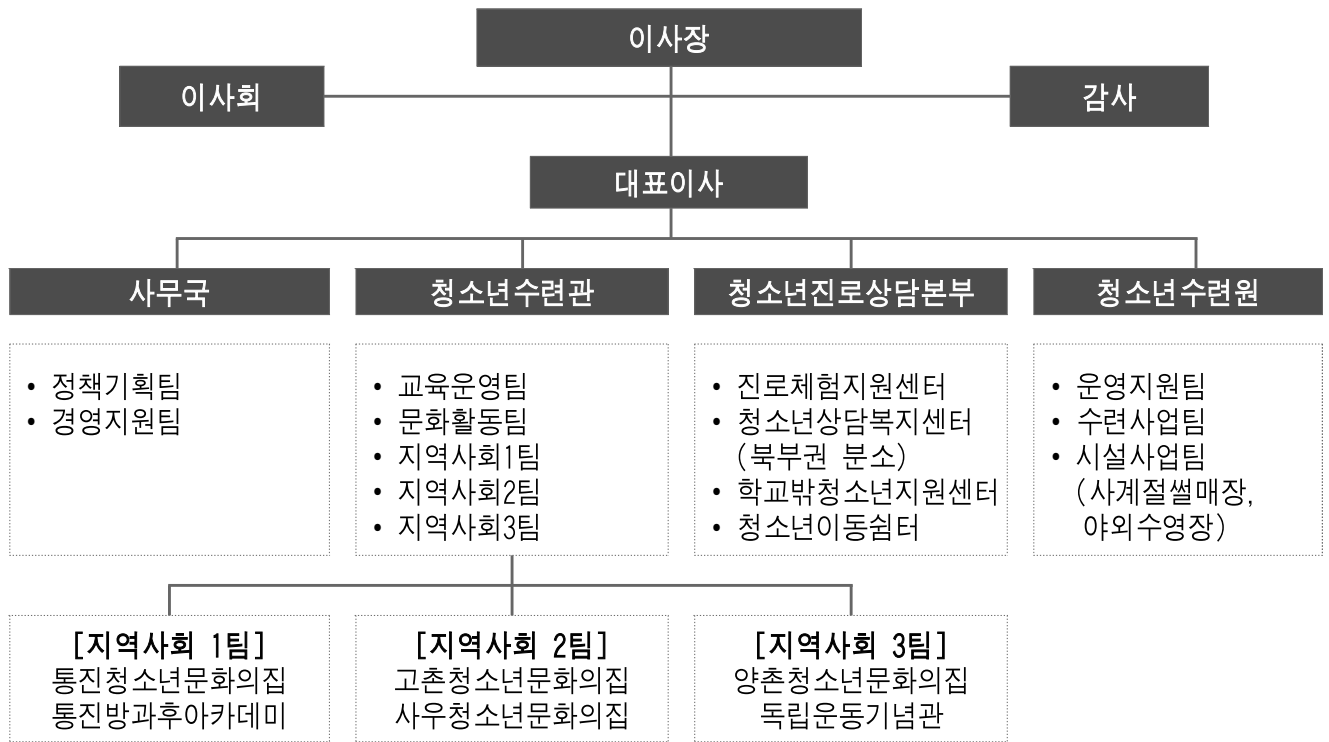 이사장
이사회
감사
대표이사
사무국
청소년수련관
청소년진로상담본부
청소년수련원
• 정책기획팀
• 경영지원팀
• 교육운영팀
• 문화활동팀
• 지역사회1팀
• 지역사회2팀
• 지역사회3팀
• 진로체험지원센터
• 청소년상담복지센터
(북부권 분소)
• 학교밖청소년지원센터
• 청소년이동쉼터
• 운영지원팀
• 수련사업팀
• 시설사업팀
(사계절썰매장,
야외수영장)
[지역사회 1팀]
통진청소년문화의집
통진방과후아카데미
[지역사회 2팀]
고촌청소년문화의집
사우청소년문화의집
[지역사회 3팀]
양촌청소년문화의집
독립운동기념관